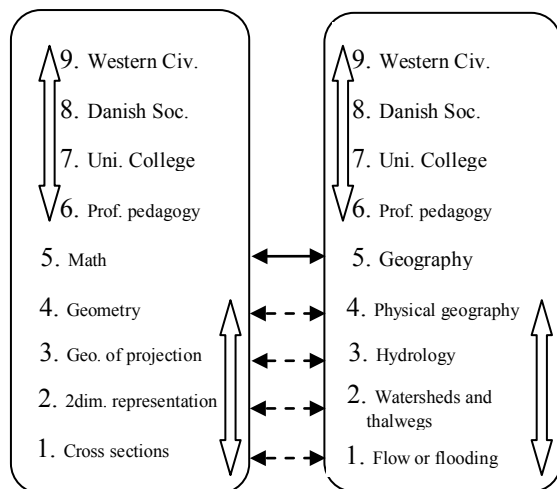 9. Western Civ.
8. Danish Soc.
7. Uni. College
6. Prof. pedagogy
5. Math
4. Geometry
3. Geo. of projection
2. 2dim. representation
1. Cross sections
9. Western Civ.
8. Danish Soc.
7. Uni. College
6. Prof. pedagogy
5. Geography
4. Physical geography
3. Hydrology
2. Watersheds and
thalwegs
1. Flow or flooding